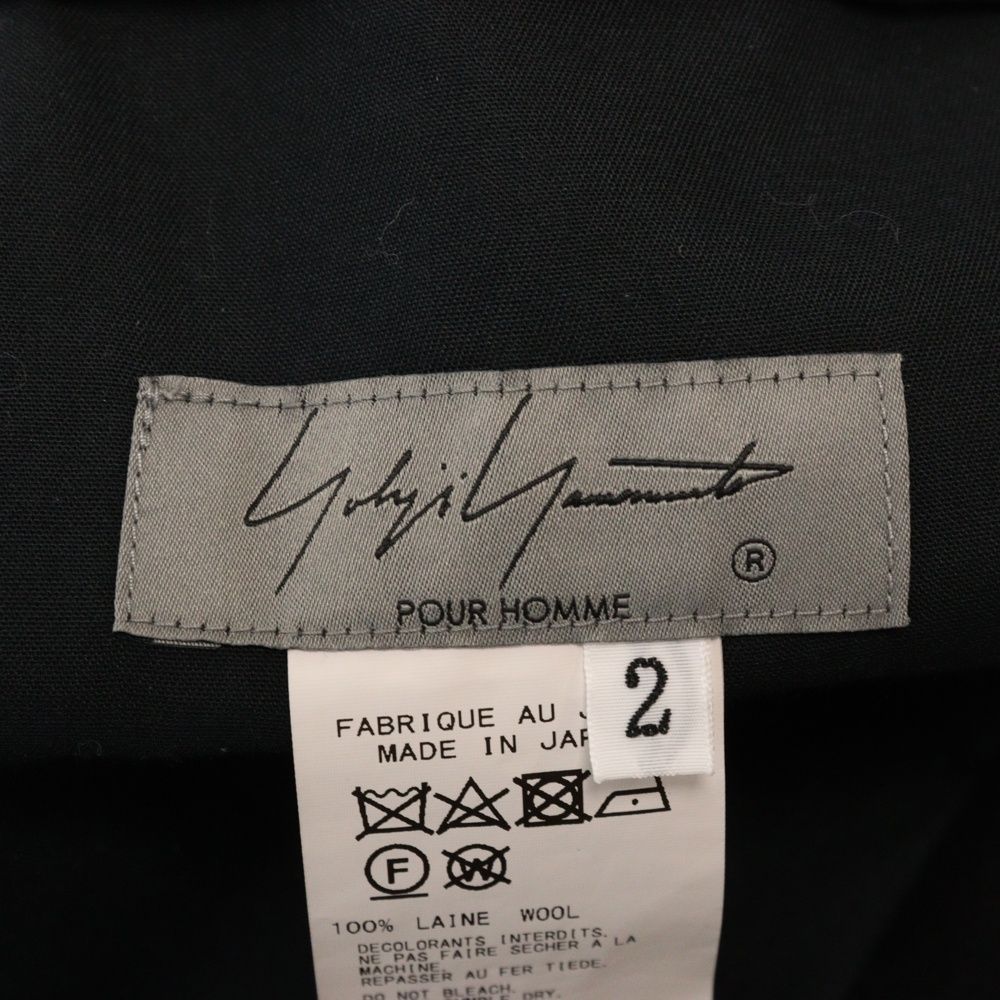 Yohji Yamamoto
®
POUR HOMME
2
FABRIQUE AU
MADE IN
F
W
100% LAINE WOOL
DECOLORANTS INTERDITS.
NE PAS FAIRE SECHER A LA
MACHINE.
REPASSER AU FER TIEDE.
DO NOT BLEACH.
DRY.